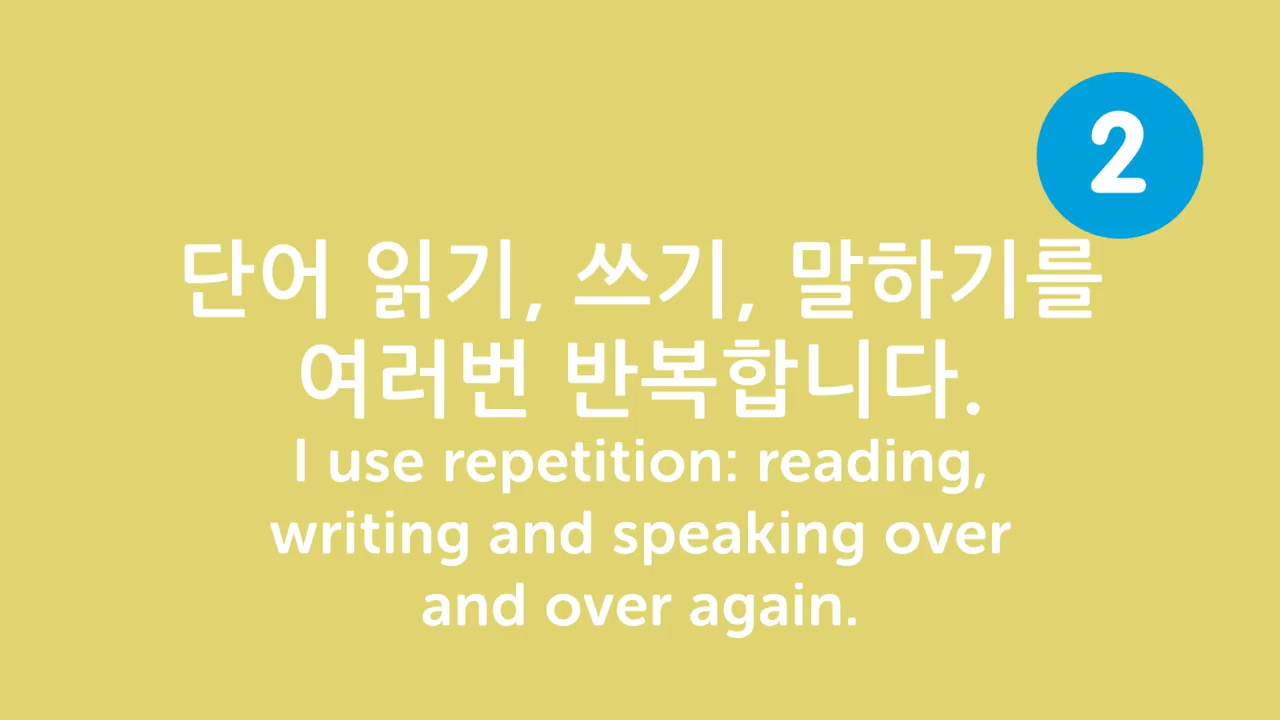 2
단어 읽기, 쓰기, 말하기를
여러번 반복합니다.
I use repetition: reading,
writing and speaking over
and over again.